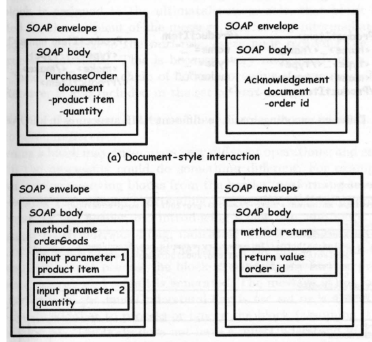 SOAP envelope
SOAP body
PurchaseOrder
document
-product item
-quantity
SOAP envelope
SOAP body
Acknowledgement
document
-order id
(a) Document-style interaction
SOAP envelope
SOAP body
method name
orderGoods
input parameter 1
product item
input parameter 2
quantity
SOAP envelope
SOAP body
method return
return value
order id